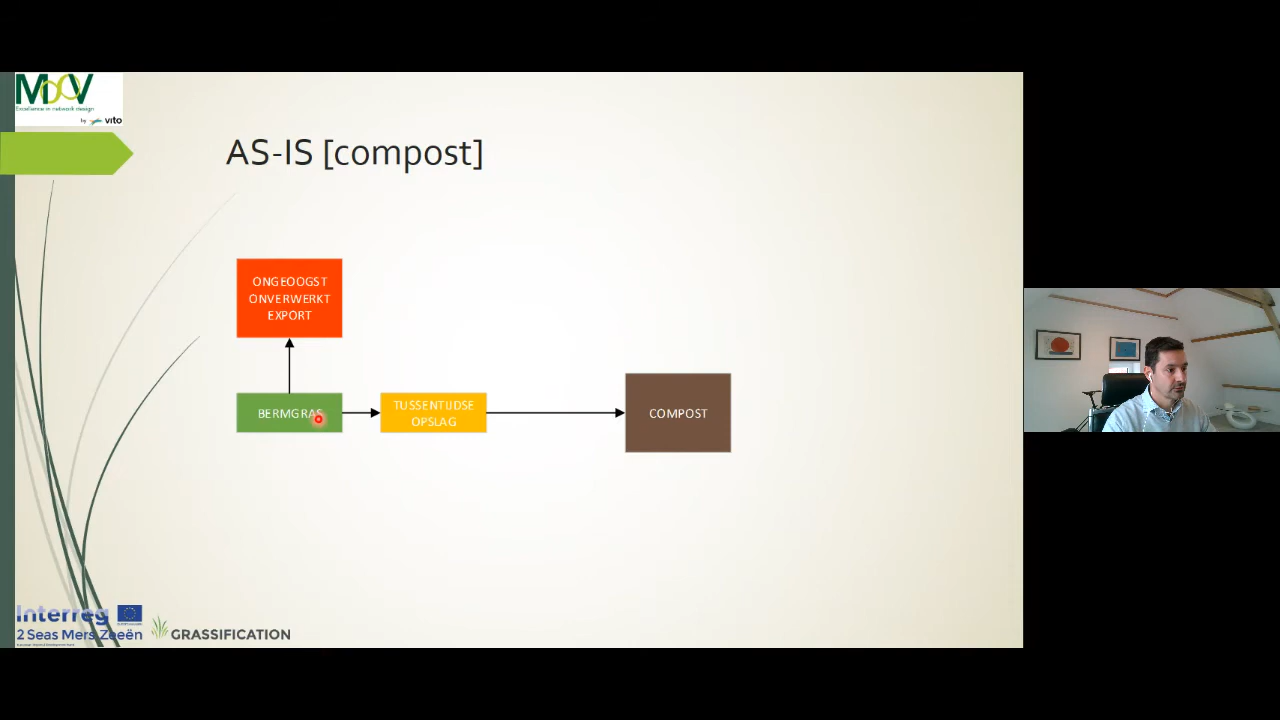 MOOV
Excellence in network design
by vito
AS-IS [compost]
ONGEOOGST
ONVERWERKT
EXPORT
BERMGRAS
TUSSENTIJDSE
OPSLAG
COMPOST
Interreg
2 Seas Mers Zeeën
GRASSIFICATION